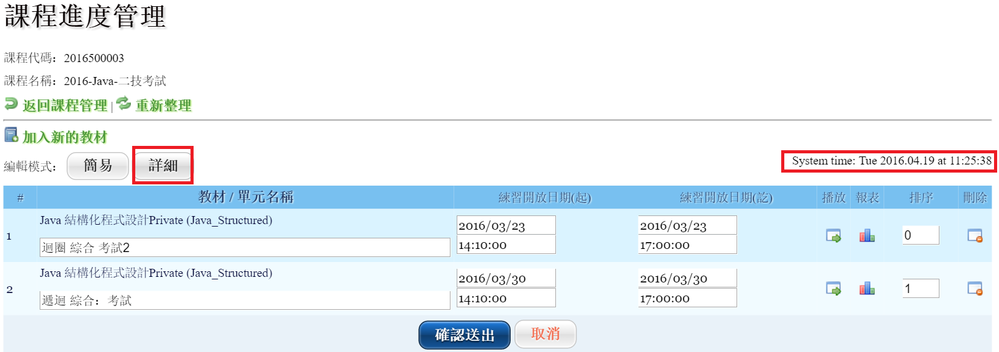 課程進度管理
課程代碼：2016500003
課程名稱：2016-Java-二技考試
返回課程管理 | 重新整理
加入新的教材
編輯模式： 簡易 詳細
System time: Tue 2016.04.19 at 11:25:38
# 教材 / 單元名稱 練習開放日期(起) 練習開放日期(訖) 播放 報表 排序 刪除
Java 結構化程式設計Private (Java_Structured)
1 迴圈 綜合 考試2 2016/03/23 2016/03/23 0
14:10:00 17:00:00
Java 結構化程式設計Private (Java_Structured)
2 遞迴 綜合：考試 2016/03/30 2016/03/30 1
14:10:00 17:00:00
確認送出 取消